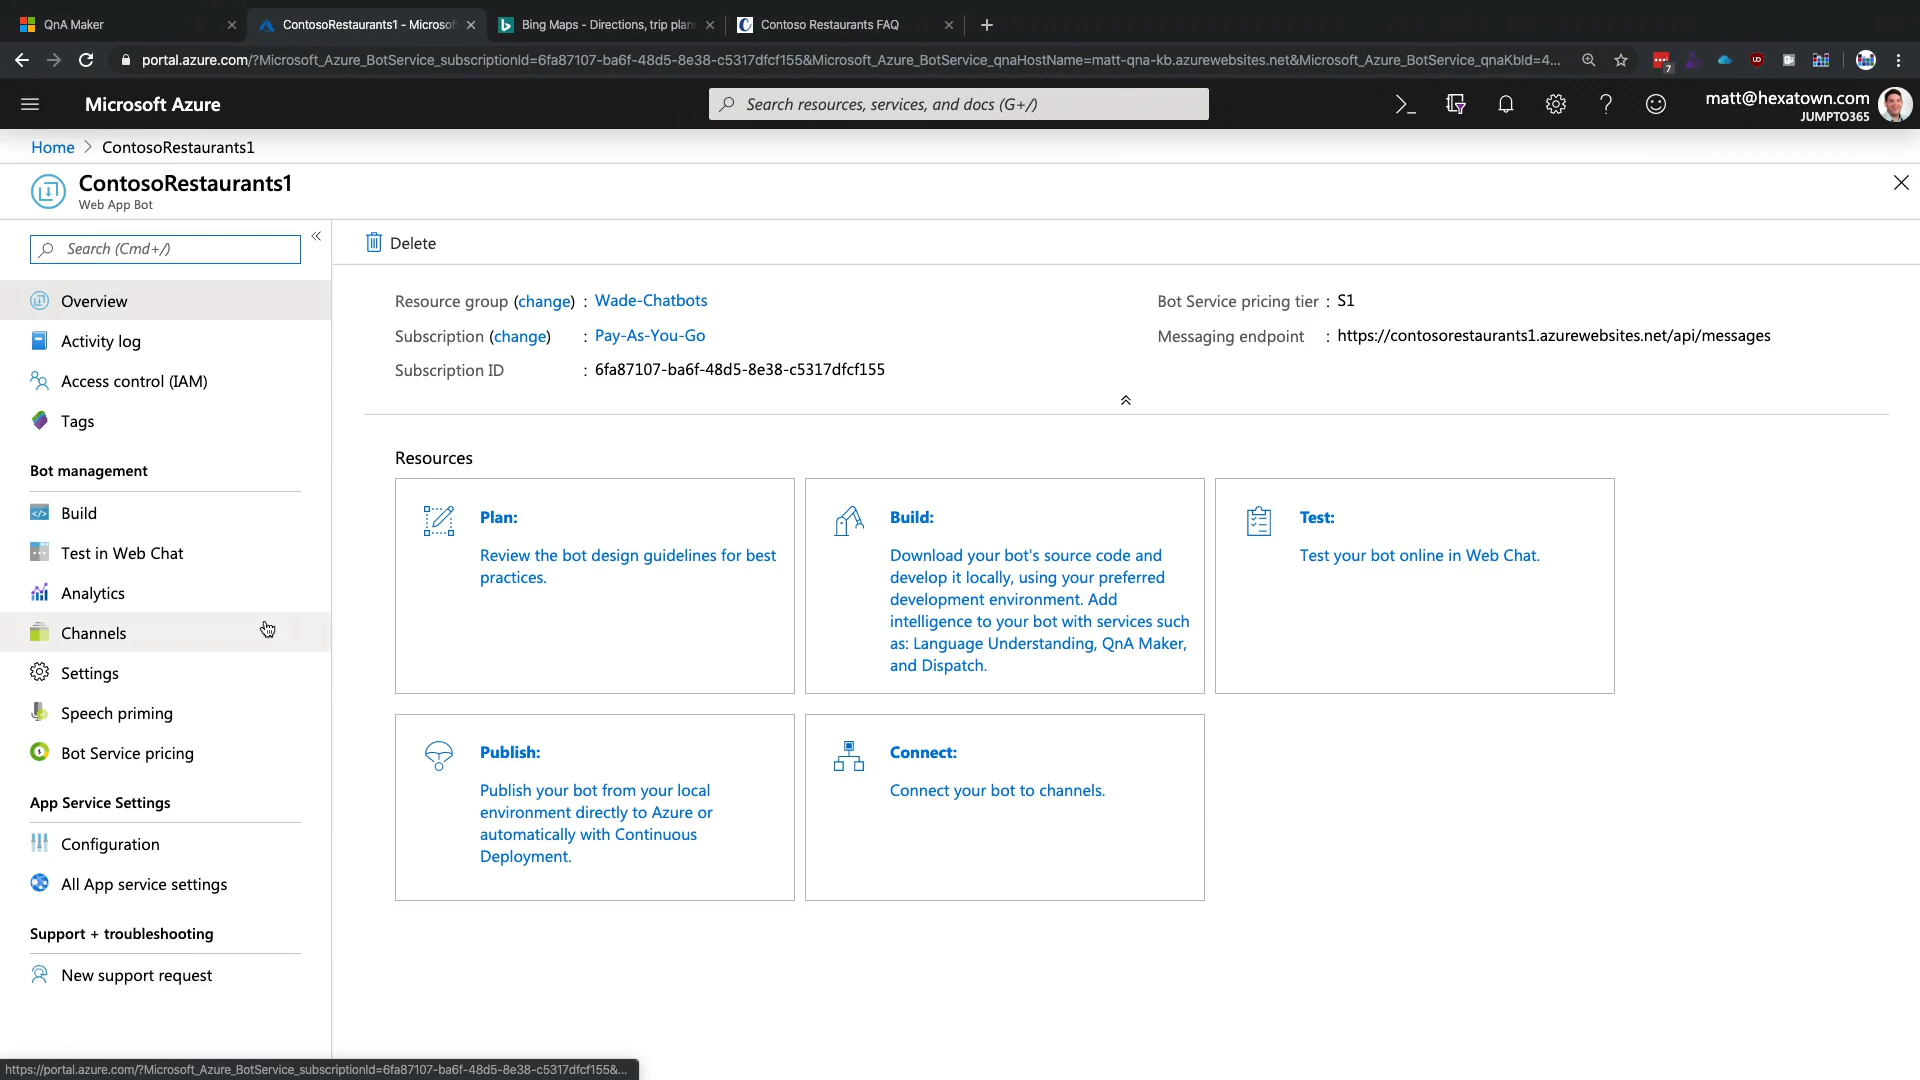 QnA Maker
ContosoRestaurants1 - Microsof
Bing Maps - Directions, trip plan
Contoso Restaurants FAQ
portal.azure.com/?Microsoft_Azure_BotService_subscriptionId=6fa87107-ba6f-48d5-8e38-c5317dfcf155&Microsoft_Azure_BotService_qnaHostName=matt-qna-kb.azurewebsites.net&Microsoft_Azure_BotService_qnaKbId=4...
7
Microsoft Azure
Search resources, services, and docs (G+/)
matt@hexatown.com
JUMPTO365
Home > ContosoRestaurants1
ContosoRestaurants1
Web App Bot
Search (Cmd+/)
«
Overview
Activity log
Access control (IAM)
Tags
Bot management
Build
Test in Web Chat
Analytics
Channels
Settings
Speech priming
Bot Service pricing
App Service Settings
Configuration
All App service settings
Support + troubleshooting
New support request
Delete
Resource group (change) : Wade-Chatbots
Subscription (change) : Pay-As-You-Go
Subscription ID : 6fa87107-ba6f-48d5-8e38-c5317dfcf155
Bot Service pricing tier : S1
Messaging endpoint : https://contosorestaurants1.azurewebsites.net/api/messages
Resources
Plan:
Review the bot design guidelines for best
practices.
Build:
Download your bot's source code and
develop it locally, using your preferred
development environment. Add
intelligence to your bot with services such
as: Language Understanding, QnA Maker,
and Dispatch.
Test:
Test your bot online in Web Chat.
Publish:
Publish your bot from your local
environment directly to Azure or
automatically with Continuous
Deployment.
Connect:
Connect your bot to channels.
https://portal.azure.com/?Microsoft_Azure_BotService_subscriptionId=6fa87107-ba6f-48d5-8e38-c5317dfcf155&...